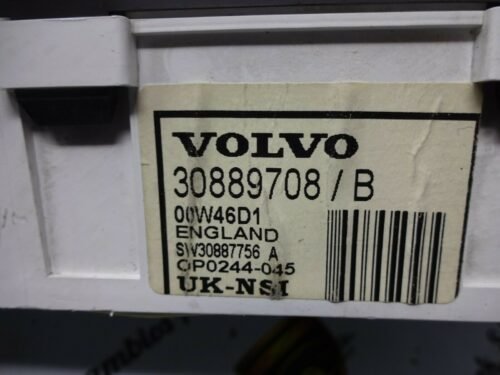 VOLVO
30889708 / B
00W46D1
ENGLAND
SW30887756 A
OP0244-045
UK-NSI